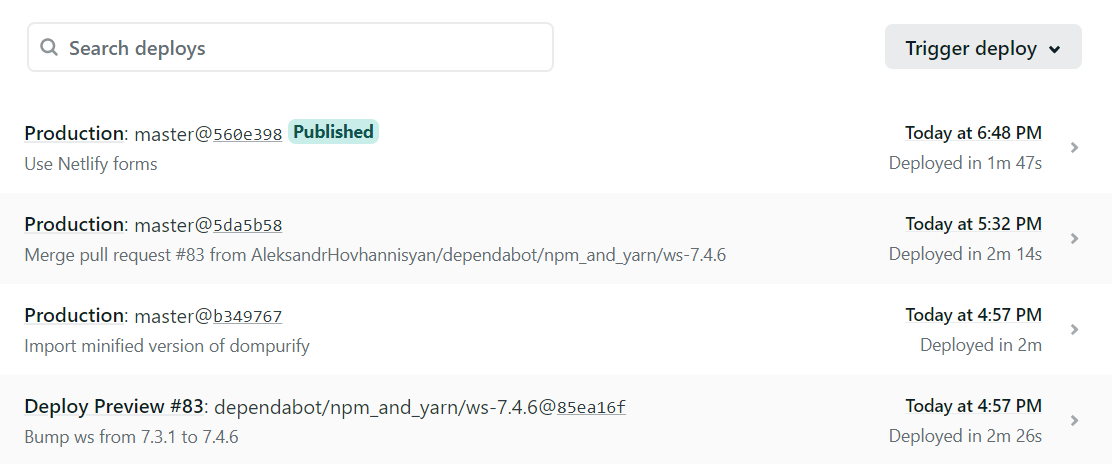 Search deploys
Trigger deploy
Production: master@560e398 Published
Today at 6:48 PM
Use Netlify forms
Deployed in 1m 47s
Production: master@5da5b58
Today at 5:32 PM
Merge pull request #83 from AleksandrHovhannisyan/dependabot/npm_and_yarn/ws-7.4.6
Deployed in 2m 14s
Production: master@b349767
Today at 4:57 PM
Import minified version of dompurify
Deployed in 2m
Deploy Preview #83: dependabot/npm_and_yarn/ws-7.4.6@85ea16f
Today at 4:57 PM
Bump ws from 7.3.1 to 7.4.6
Deployed in 2m 26s